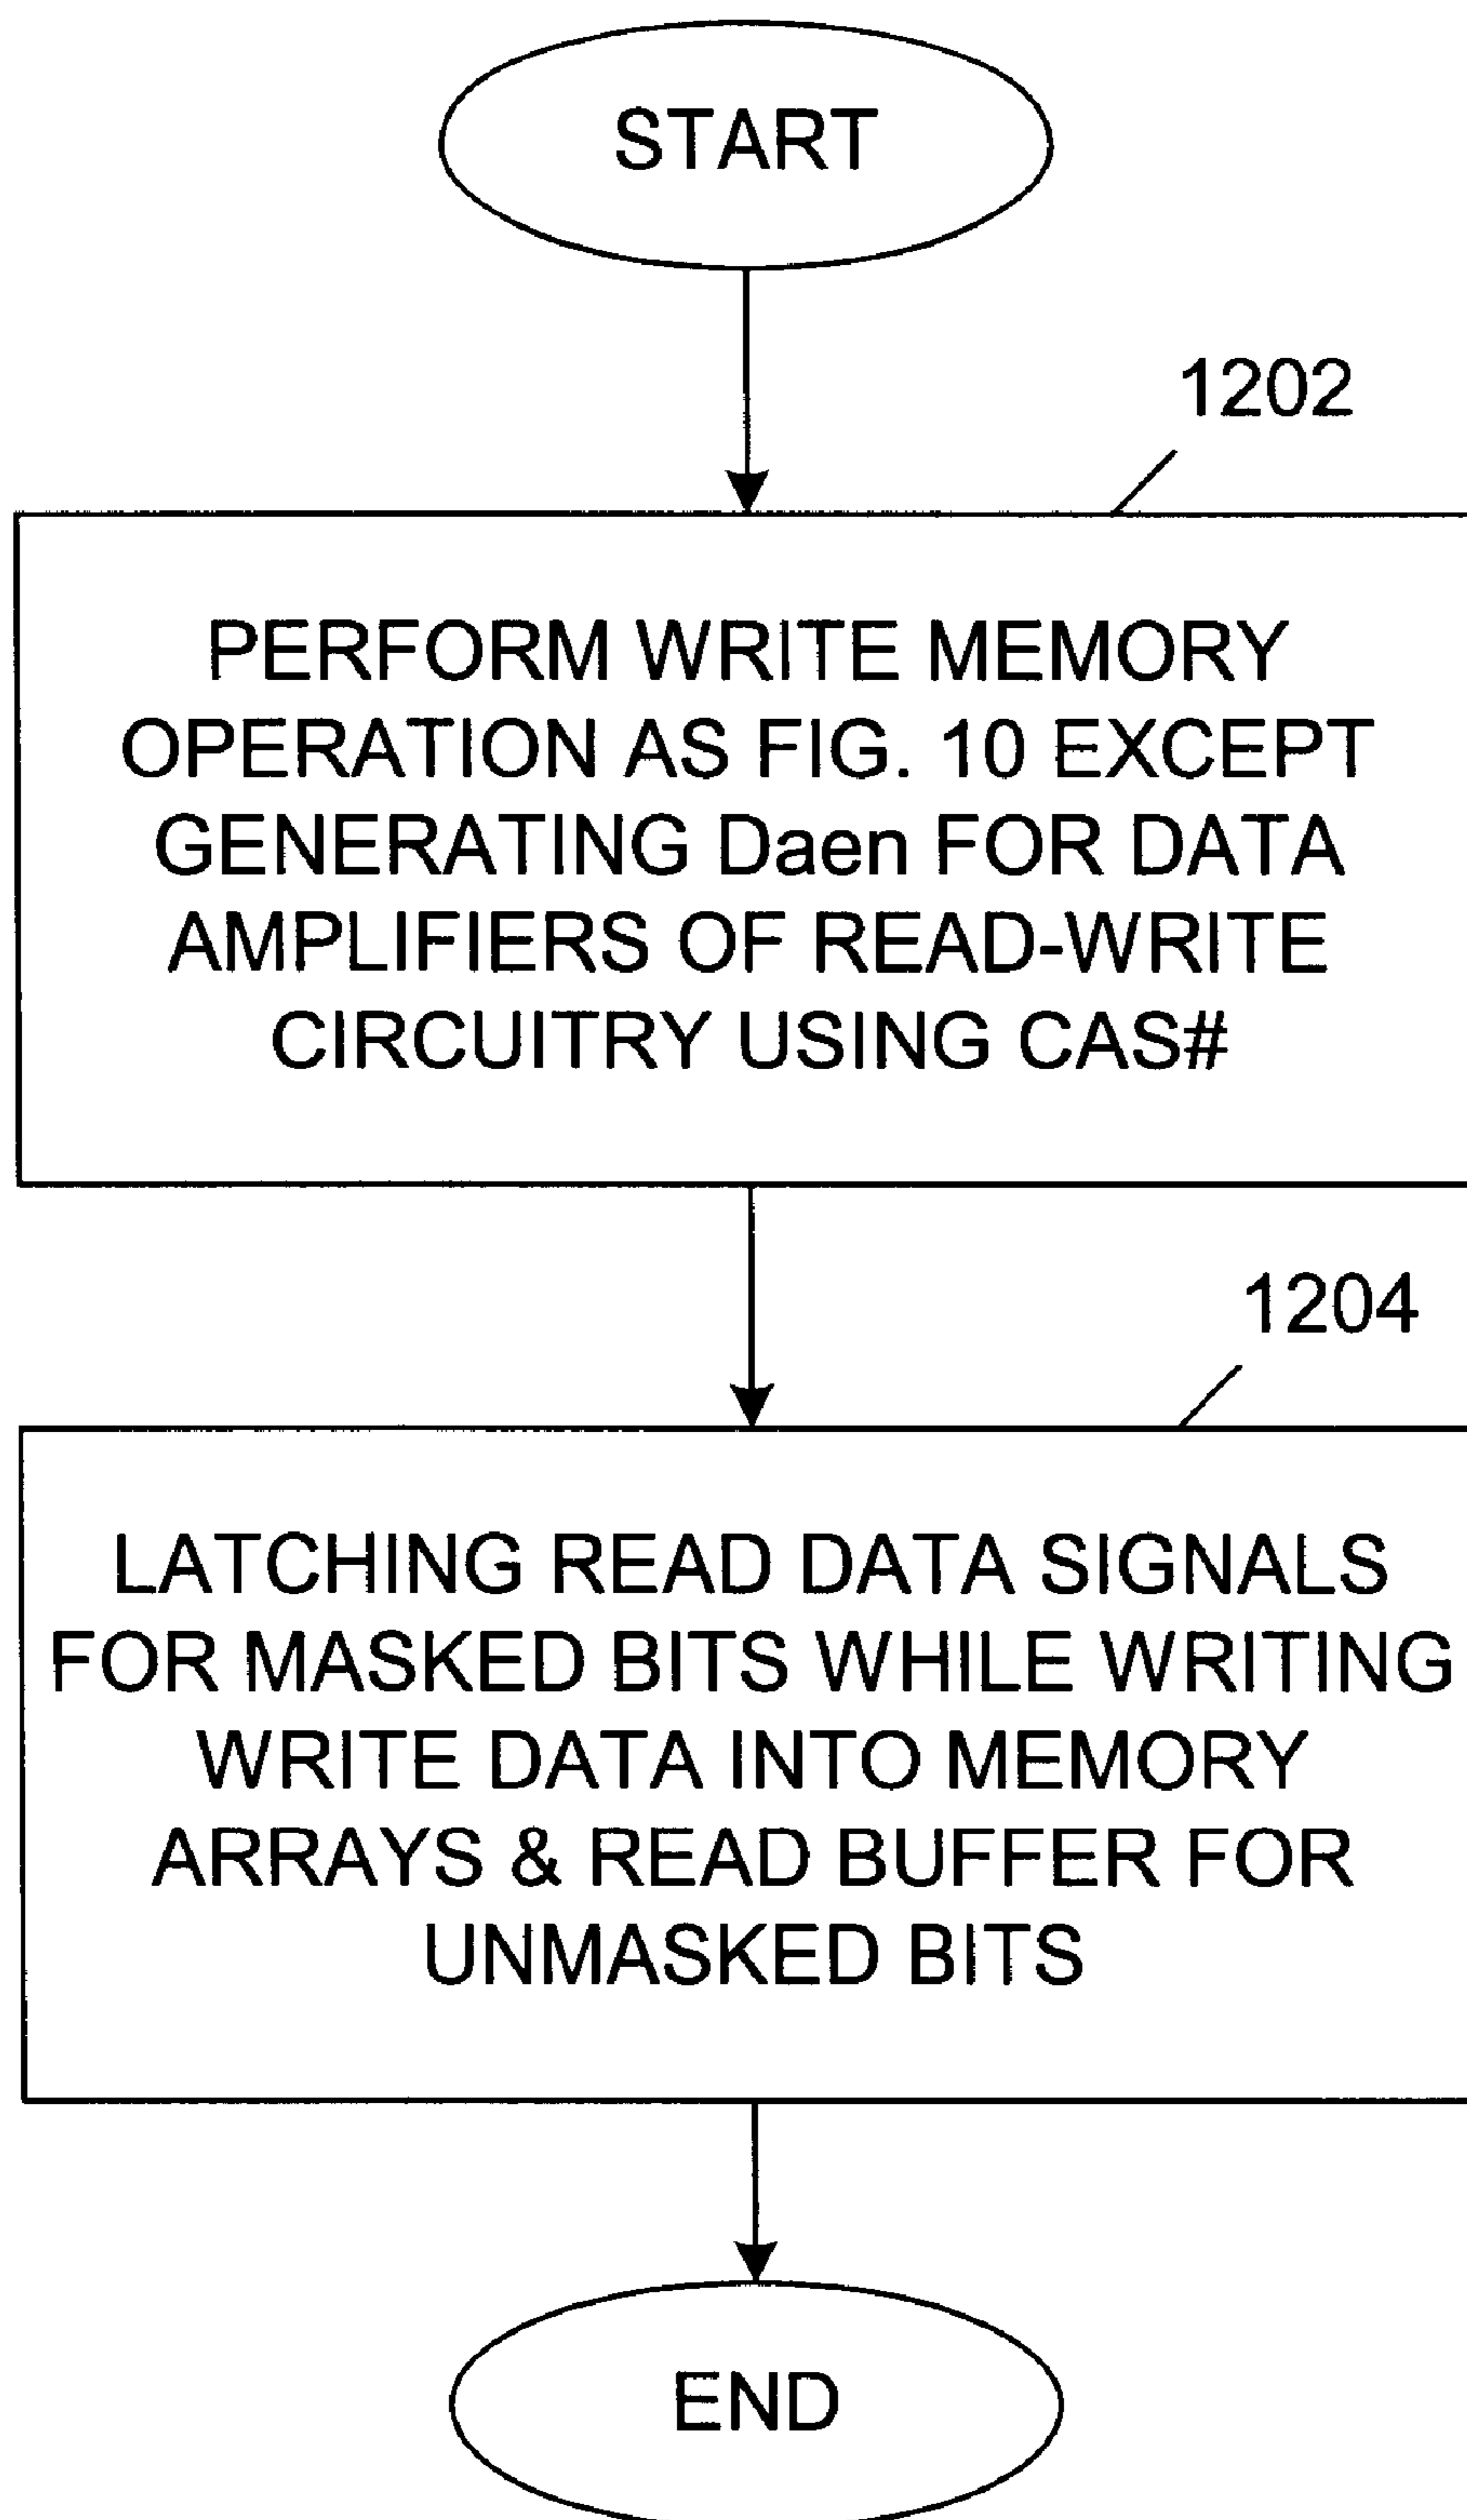 START
1202
PERFORM WRITE MEMORY
OPERATION AS FIG. 10 EXCEPT
GENERATING Daen FOR DATA
AMPLIFIERS OF READ-WRITE
CIRCUITRY USING CAS#
1204
LATCHING READ DATA SIGNALS
FOR MASKED BITS WHILE WRITING
WRITE DATA INTO MEMORY
ARRAYS & READ BUFFER FOR
UNMASKED BITS
END